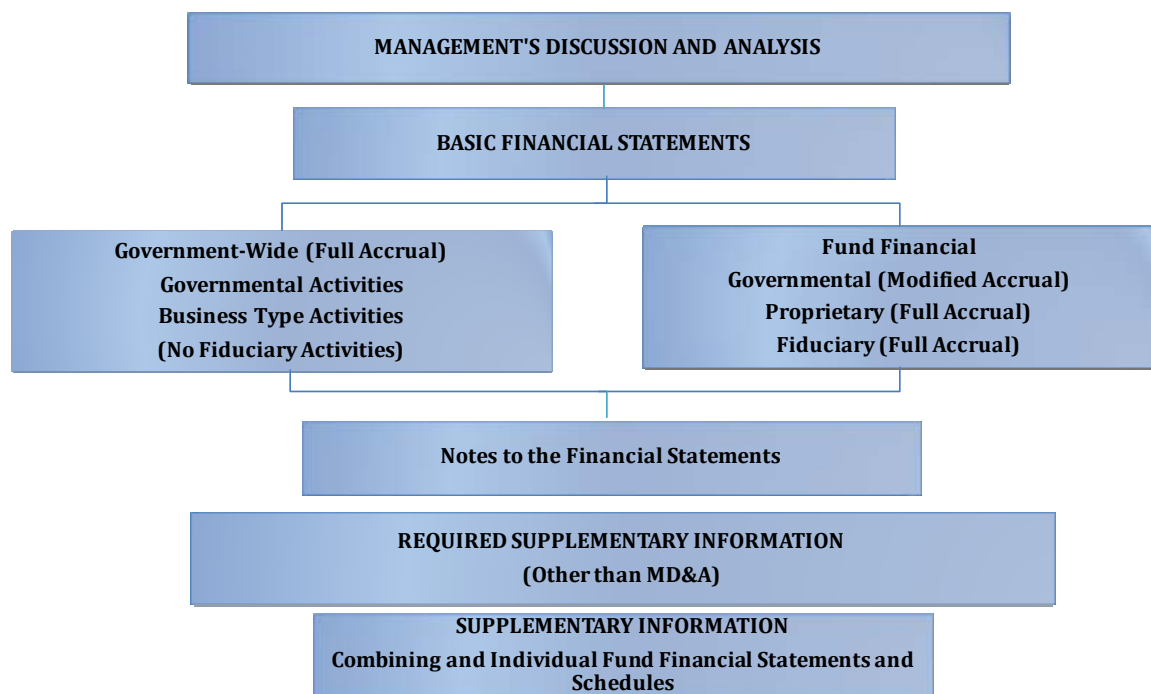 MANAGEMENT'S DISCUSSION AND ANALYSIS
BASIC FINANCIAL STATEMENTS
Government-Wide (Full Accrual)
Governmental Activities
Business Type Activities
(No Fiduciary Activities)
Fund Financial
Governmental (Modified Accrual)
Proprietary (Full Accrual)
Fiduciary (Full Accrual)
Notes to the Financial Statements
REQUIRED SUPPLEMENTARY INFORMATION
(Other than MD&A)
SUPPLEMENTARY INFORMATION
Combining and Individual Fund Financial Statements and
Schedules